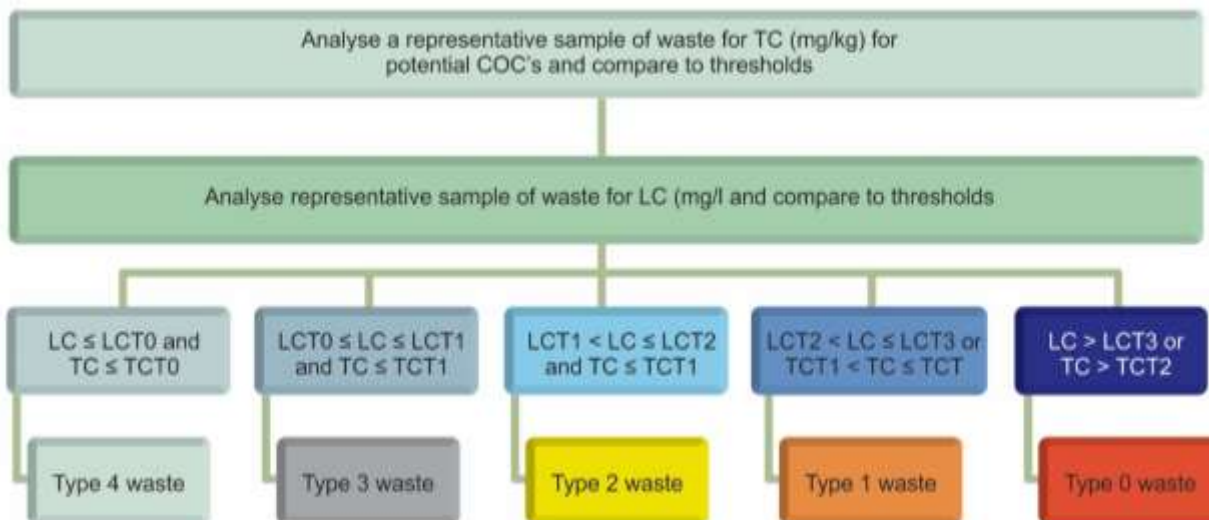 Analyse a representative sample of waste for TC (mg/kg) for
potential COC's and compare to thresholds
Analyse representative sample of waste for LC (mg/l and compare to thresholds
LC ≤ LCT0 and
TC ≤ TCT0
LCT0 ≤ LC ≤ LCT1
and TC ≤ TCT1
LCT1 < LC ≤ LCT2
and TC ≤ TCT1
LCT2 < LC ≤ LCT3 or
TCT1 < TC ≤ TCT
LC > LCT3 or
TC > TCT2
Type 4 waste
Type 3 waste
Type 2 waste
Type 1 waste
Type 0 waste